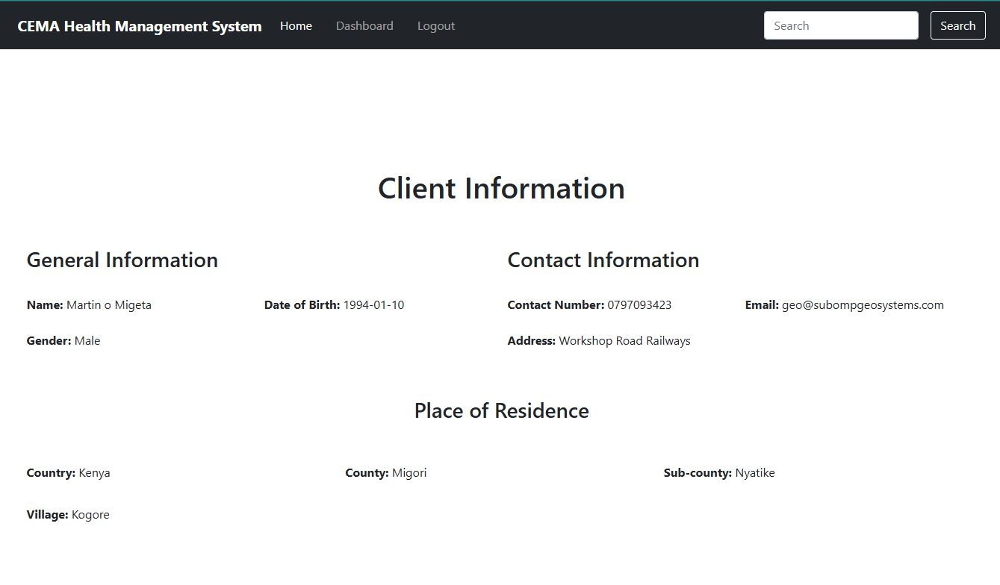 CEMA Health Management System Home Dashboard Logout Search Search
Client Information
General Information
Contact Information
Name: Martin o Migeta Date of Birth: 1994-01-10
Contact Number: 0797093423 Email: geo@subompgeosystems.com
Gender: Male
Address: Workshop Road Railways
Place of Residence
Country: Kenya County: Migori Sub-county: Nyatike
Village: Kogore